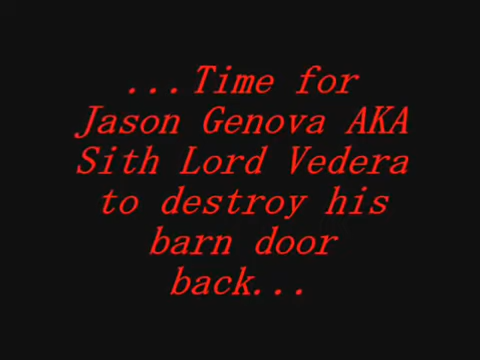 ...Time for
Jason Genova AKA
Sith Lord Vedera
to destroy his
barn door
back...